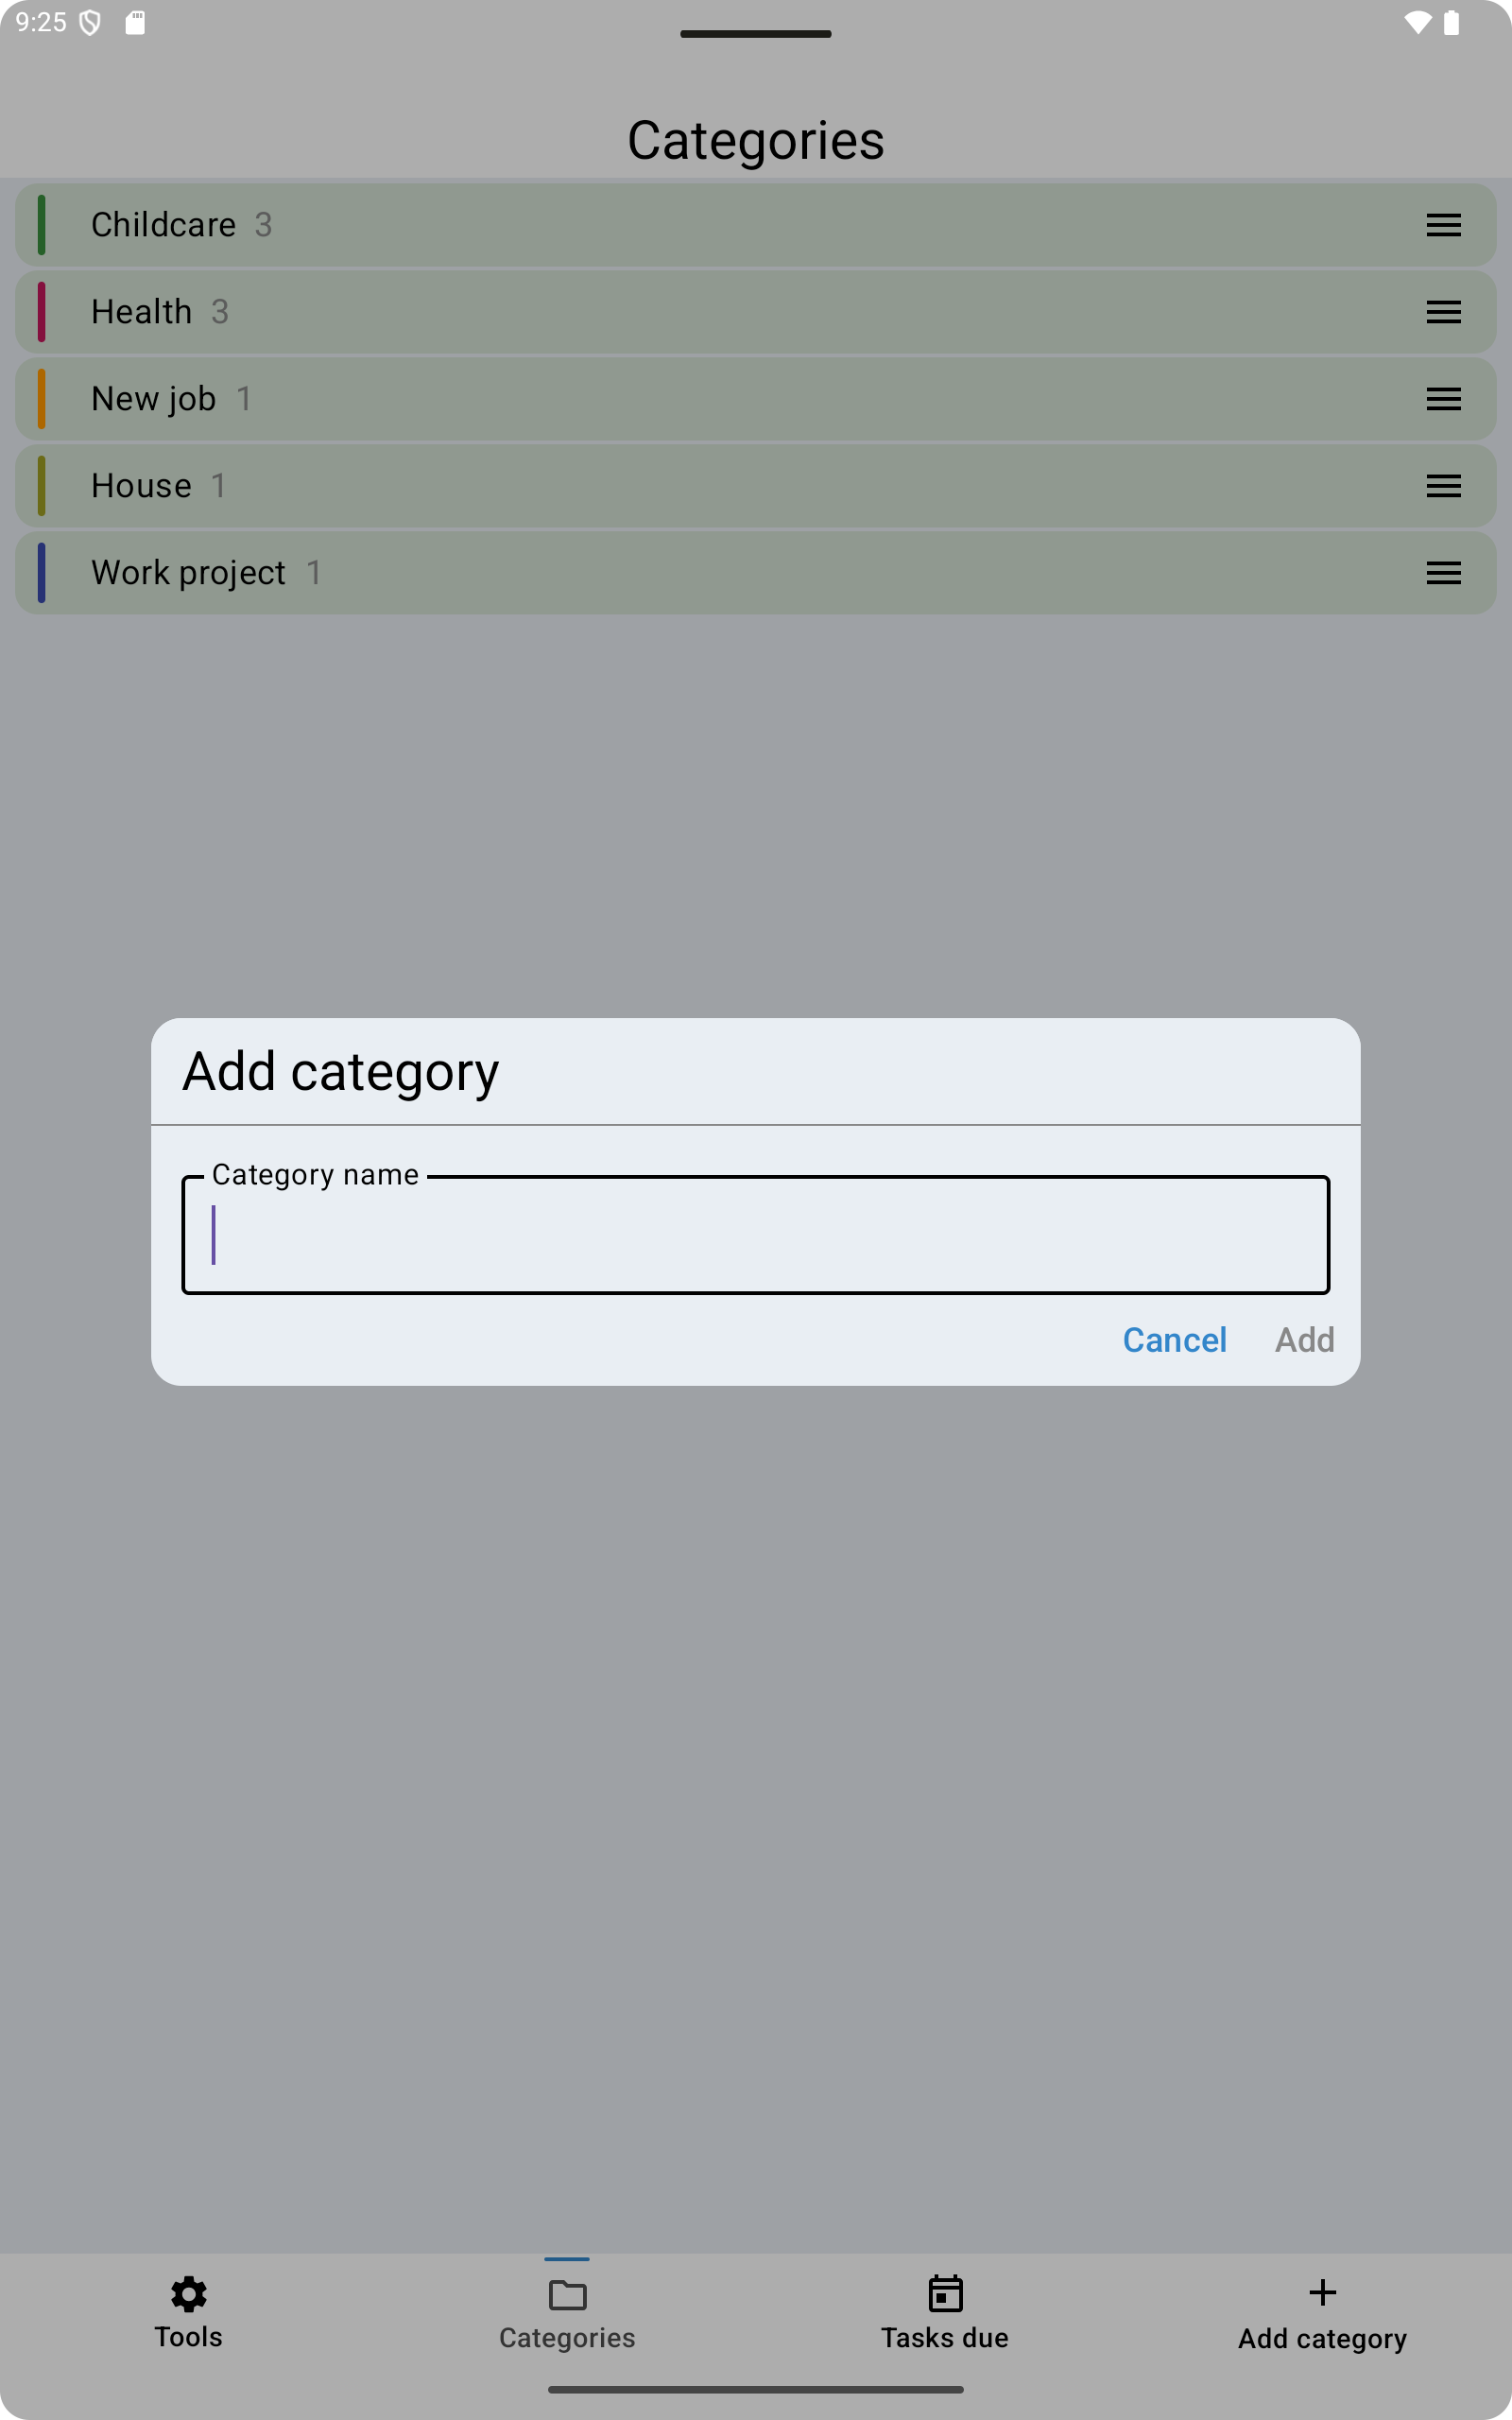 9:25
Categories
Childcare 3
Health 3
New job 1
House 1
Work project 1
Add category
Category name
Cancel Add
Tools Categories Tasks due Add category